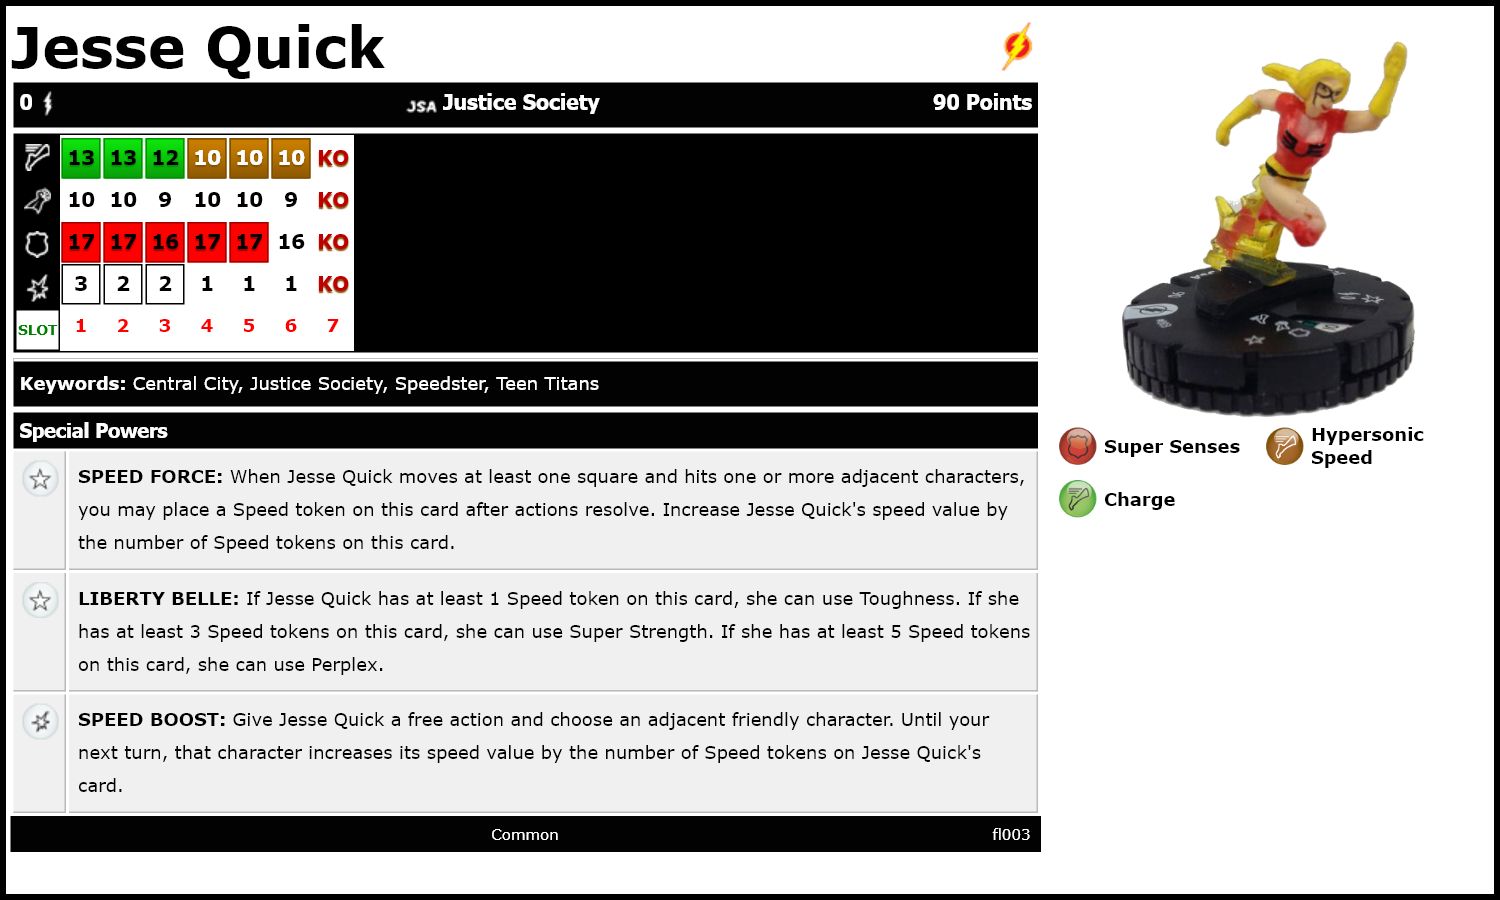 Jesse Quick
0 JSA Justice Society 90 Points
13 13 12 10 10 10 KO
10 10 9 10 10 9 KO
17 17 16 17 17 16 KO
3 2 2 1 1 1 KO
SLOT 1 2 3 4 5 6 7
Keywords: Central City, Justice Society, Speedster, Teen Titans
Special Powers
SPEED FORCE: When Jesse Quick moves at least one square and hits one or more adjacent characters,
you may place a Speed token on this card after actions resolve. Increase Jesse Quick's speed value by
the number of Speed tokens on this card.
LIBERTY BELLE: If Jesse Quick has at least 1 Speed token on this card, she can use Toughness. If she
has at least 3 Speed tokens on this card, she can use Super Strength. If she has at least 5 Speed tokens
on this card, she can use Perplex.
SPEED BOOST: Give Jesse Quick a free action and choose an adjacent friendly character. Until your
next turn, that character increases its speed value by the number of Speed tokens on Jesse Quick's
card.
Common fl003
Super Senses
Hypersonic
Speed
Charge